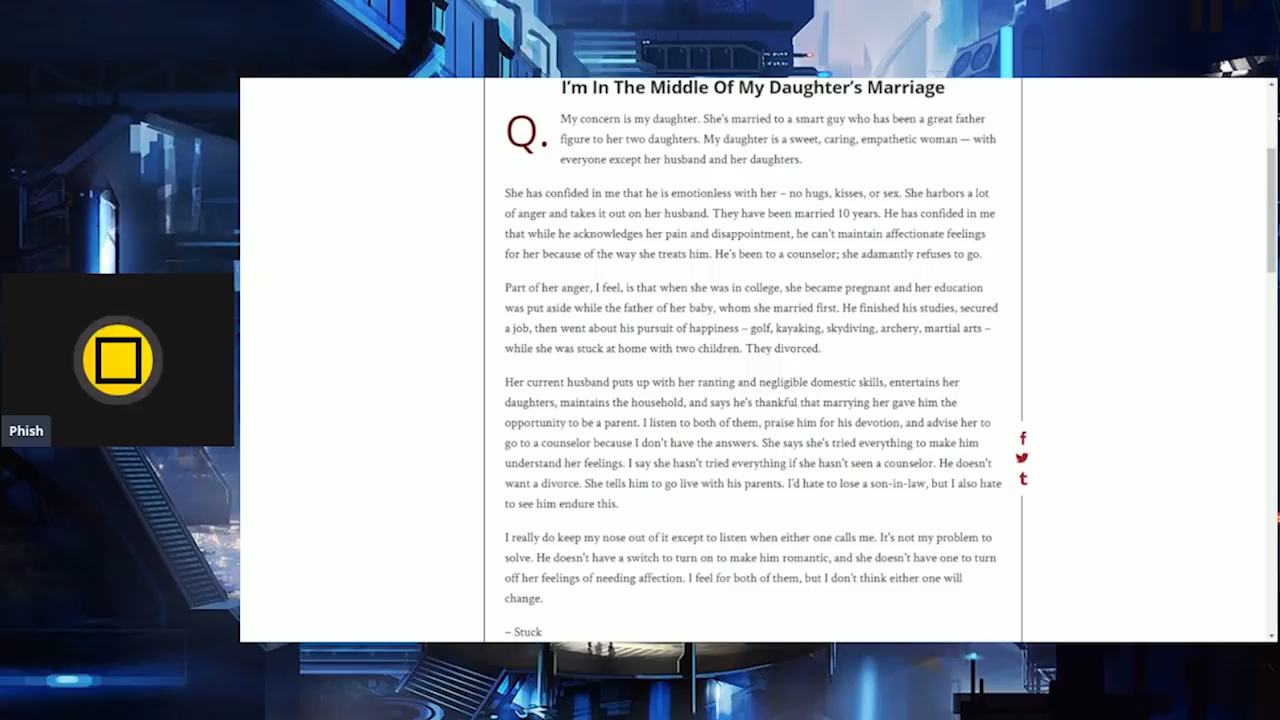 I'm In The Middle Of My Daughter's Marriage
Q.
My concern is my daughter. She's married to a smart guy who has been a great father
figure to her two daughters. My daughter is a sweet, caring, empathetic woman — with
everyone except her husband and her daughters.
She has confided in me that he is emotionless with her – no hugs, kisses, or sex. She harbors a lot
of anger and takes it out on her husband. They have been married 10 years. He has confided in me
that while he acknowledges her pain and disappointment, he can't maintain affectionate feelings
for her because of the way she treats him. He's been to a counselor; she adamantly refuses to go.
Part of her anger, I feel, is that when she was in college, she became pregnant and her education
was put aside while the father of her baby, whom she married first. He finished his studies, secured
a job, then went about his pursuit of happiness – golf, kayaking, skydiving, archery, martial arts –
while she was stuck at home with two children. They divorced.
Her current husband puts up with her ranting and negligible domestic skills, entertains her
daughters, maintains the household, and says he's thankful that marrying her gave him the
opportunity to be a parent. I listen to both of them, praise him for his devotion, and advise her to
go to a counselor because I don't have the answers. She says she's tried everything to make him
understand her feelings. I say she hasn't tried everything if she hasn't seen a counselor. He doesn't
want a divorce. She tells him to go live with his parents. I'd hate to lose a son-in-law, but I also hate
to see him endure this.
I really do keep my nose out of it except to listen when either one calls me. It's not my problem to
solve. He doesn't have a switch to turn on to make him romantic, and she doesn't have one to turn
off her feelings of needing affection. I feel for both of them, but I don't think either one will
change.
– Stuck
Phish